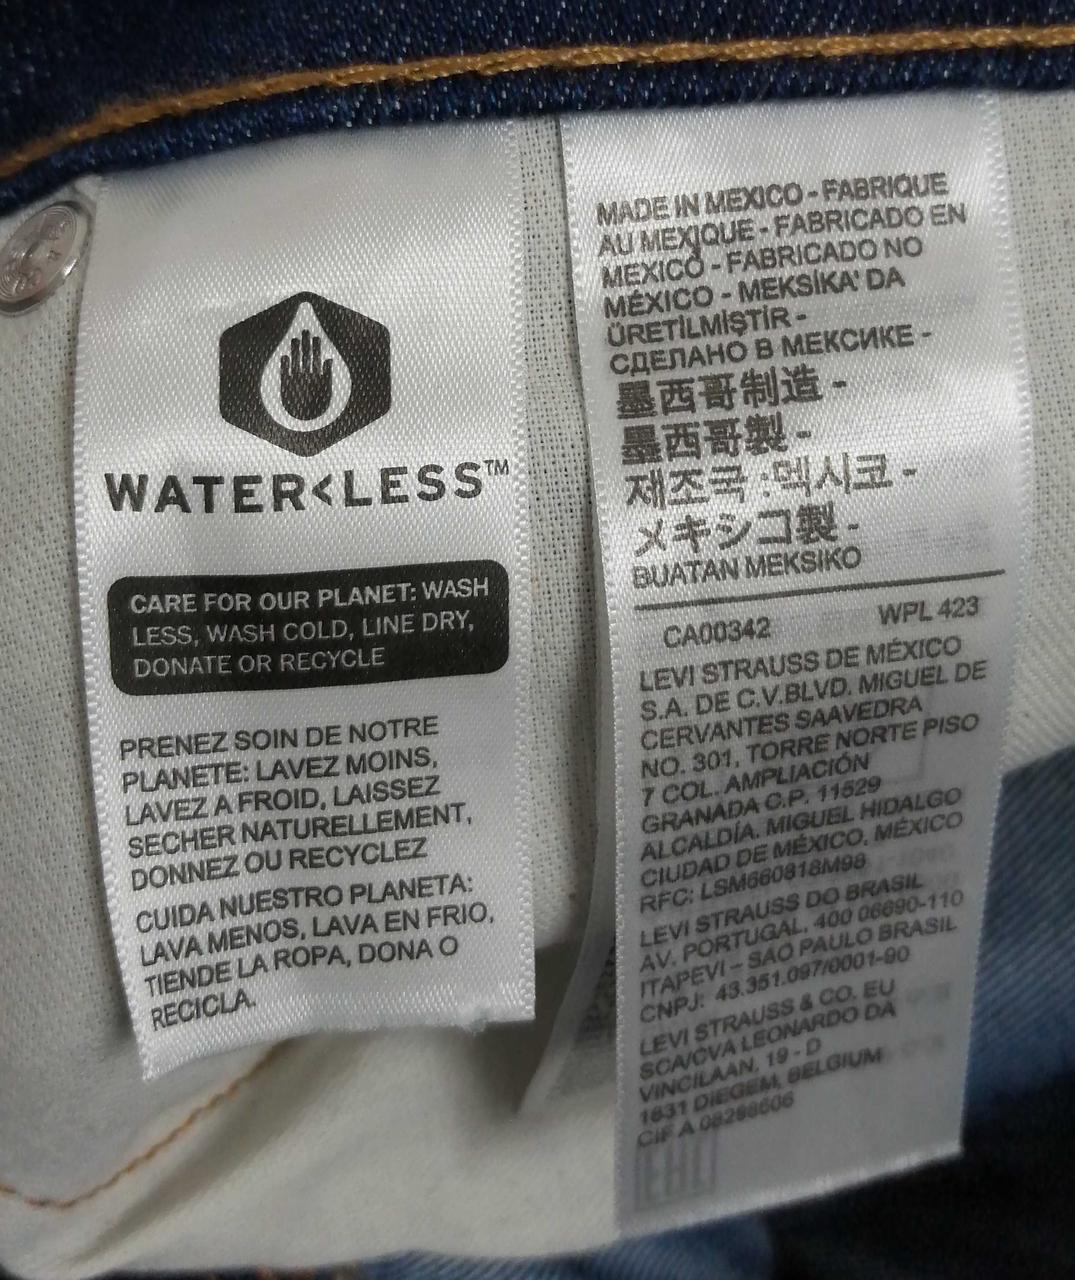 WATER<LESS™
CARE FOR OUR PLANET: WASH
LESS, WASH COLD, LINE DRY,
DONATE OR RECYCLE
PRENEZ SOIN DE NOTRE
PLANETE: LAVEZ MOINS,
LAVEZ A FROID, LAISSEZ
SECHER NATURELLEMENT,
DONNEZ OU RECYCLEZ
CUIDA NUESTRO PLANETA:
LAVA MENOS, LAVA EN FRIO,
TIENDE LA ROPA, DONA O
RECICLA.
MADE IN MEXICO - FABRIQUE
AU MEXIQUE - FABRICADO EN
MEXICO - FABRICADO NO
MÉXICO - MEKSİKA' DA
ÜRETİLMİŞTİR -
СДЕЛАНО В МЕКСИКЕ -
墨西哥制造 -
墨西哥製 -
제조국 :멕시코 -
メキシコ製 -
BUATAN MEKSIKO
CA00342 WPL 423
LEVI STRAUSS DE MÉXICO
S.A. DE C.V.BLVD. MIGUEL DE
CERVANTES SAAVEDRA
NO. 301, TORRE NORTE PISO
7 COL. AMPLIACIÓN
GRANADA C.P. 11529
ALCALDÍA. MIGUEL HIDALGO
CIUDAD DE MÉXICO, MÉXICO
RFC: LSM660818M98
LEVI STRAUSS DO BRASIL
AV. PORTUGAL, 400 06690-110
ITAPEVI – SAO PAULO BRASIL
CNPJ: 43.351.097/0001-90
LEVI STRAUSS & CO. EU
SCA/CVA LEONARDO DA
VINCILAAN, 19 - D
1831 DIEGEM, BELGIUM
CIF A 08298606